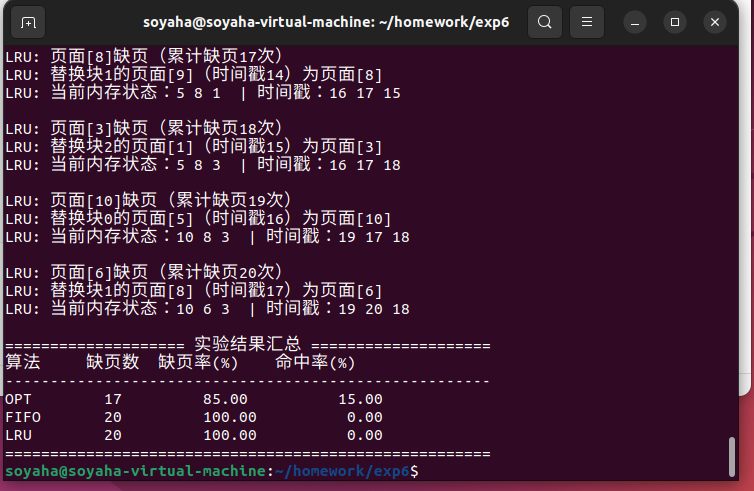 soyaha@soyaha-virtual-machine: ~/homework/exp6
LRU: 页面[8]缺页（累计缺页17次）
LRU: 替换块1的页面[9]（时间戳14）为页面[8]
LRU: 当前内存状态：5 8 1  | 时间戳：16 17 15
LRU: 页面[3]缺页（累计缺页18次）
LRU: 替换块2的页面[1]（时间戳15）为页面[3]
LRU: 当前内存状态：5 8 3  | 时间戳：16 17 18
LRU: 页面[10]缺页（累计缺页19次）
LRU: 替换块0的页面[5]（时间戳16）为页面[10]
LRU: 当前内存状态：10 8 3  | 时间戳：19 17 18
LRU: 页面[6]缺页（累计缺页20次）
LRU: 替换块1的页面[8]（时间戳17）为页面[6]
LRU: 当前内存状态：10 6 3  | 时间戳：19 20 18
==================== 实验结果汇总 ====================
算法     缺页数  缺页率(%)    命中率(%)
------------------------------------------------------
OPT        17         85.00          15.00
FIFO       20         100.00          0.00
LRU        20         100.00          0.00
======================================================
soyaha@soyaha-virtual-machine:~/homework/exp6$